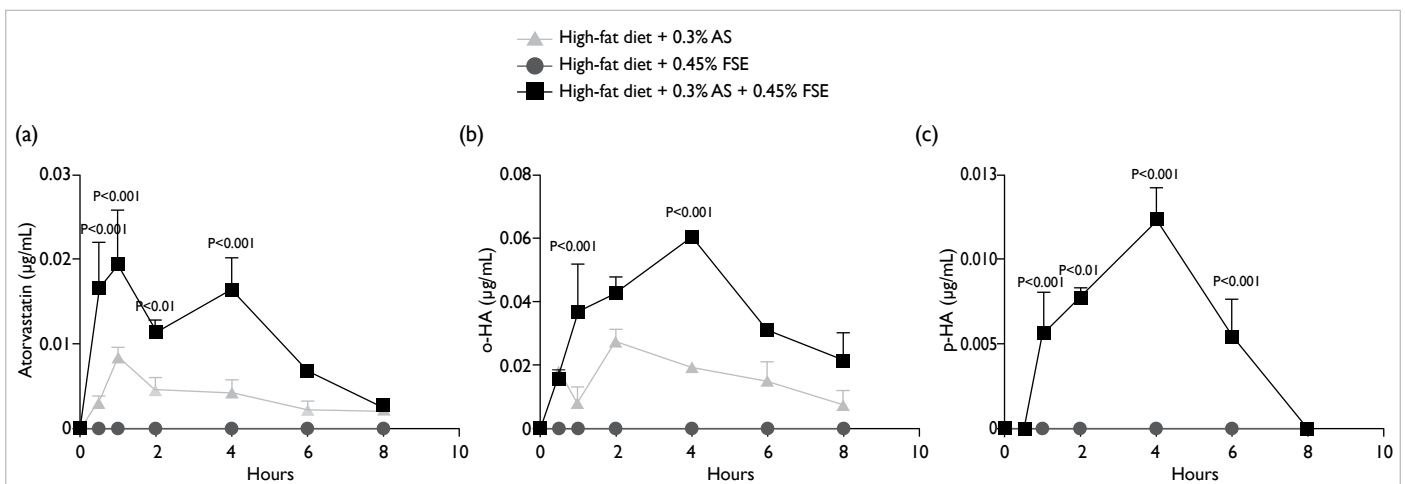 High-fat diet + 0.3% AS
High-fat diet + 0.45% FSE
High-fat diet + 0.3% AS + 0.45% FSE
(a)
0.03
0.02
0.01
0
Atorvastatin (µg/mL)
P<0.001
P<0.001
P<0.01
P<0.001
0 2 4 6 8 10
Hours
(b)
0.08
0.06
0.04
0.02
0
o-HA (µg/mL)
P<0.001
P<0.001
0 2 4 6 8 10
Hours
(c)
0.013
0.010
0.005
0
p-HA (µg/mL)
P<0.001
P<0.01
P<0.001
P<0.001
0 2 4 6 8 10
Hours